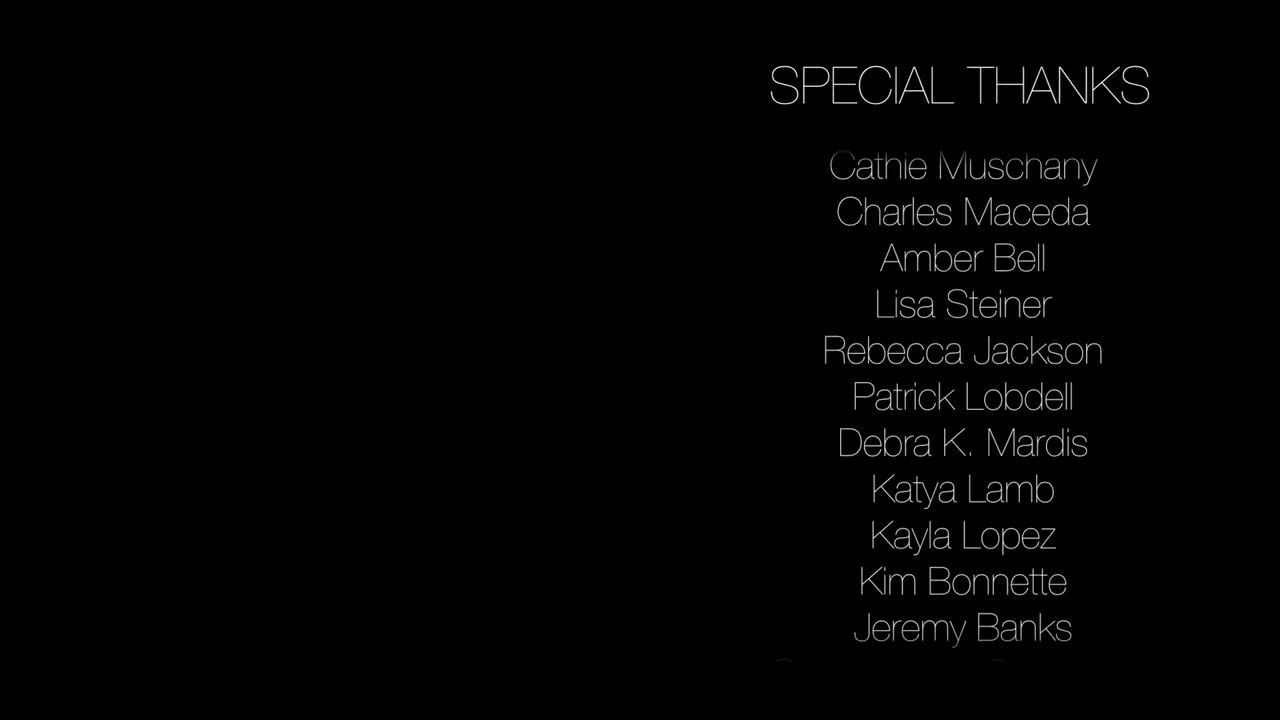 SPECIAL THANKS
Cathie Muschany
Charles Maceda
Amber Bell
Lisa Steiner
Rebecca Jackson
Patrick Lobdell
Debra K. Mardis
Katya Lamb
Kayla Lopez
Kim Bonnette
Jeremy Banks